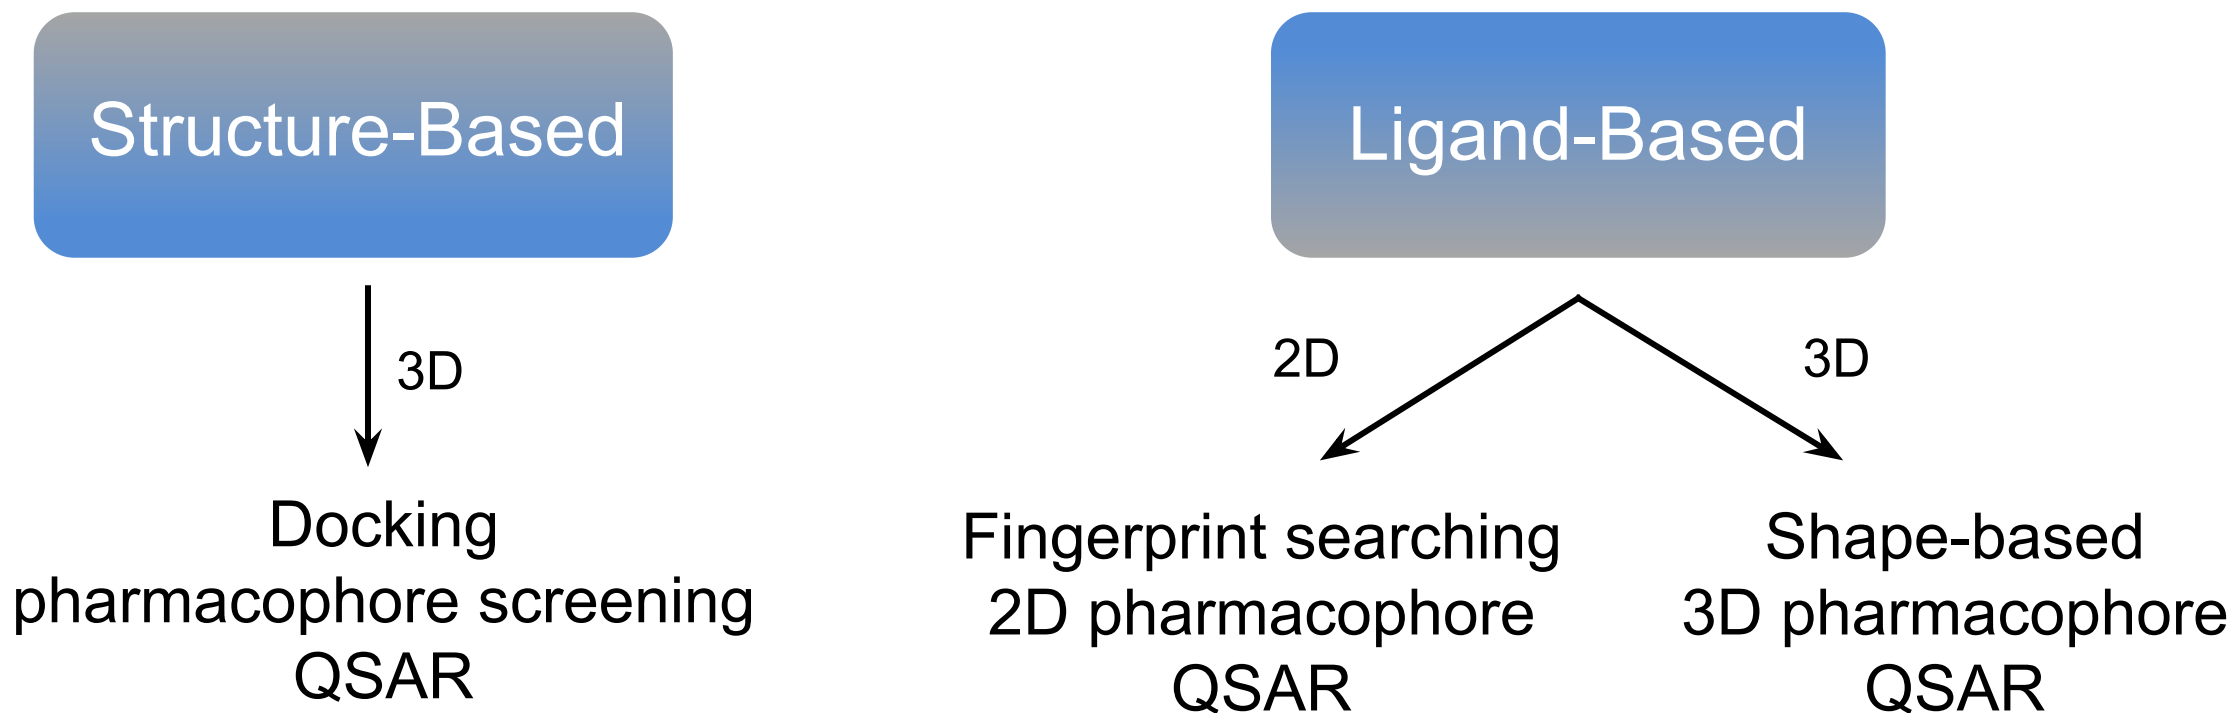 Structure-Based
3D
Docking
pharmacophore screening
QSAR
Ligand-Based
2D
3D
Fingerprint searching
2D pharmacophore
QSAR
Shape-based
3D pharmacophore
QSAR